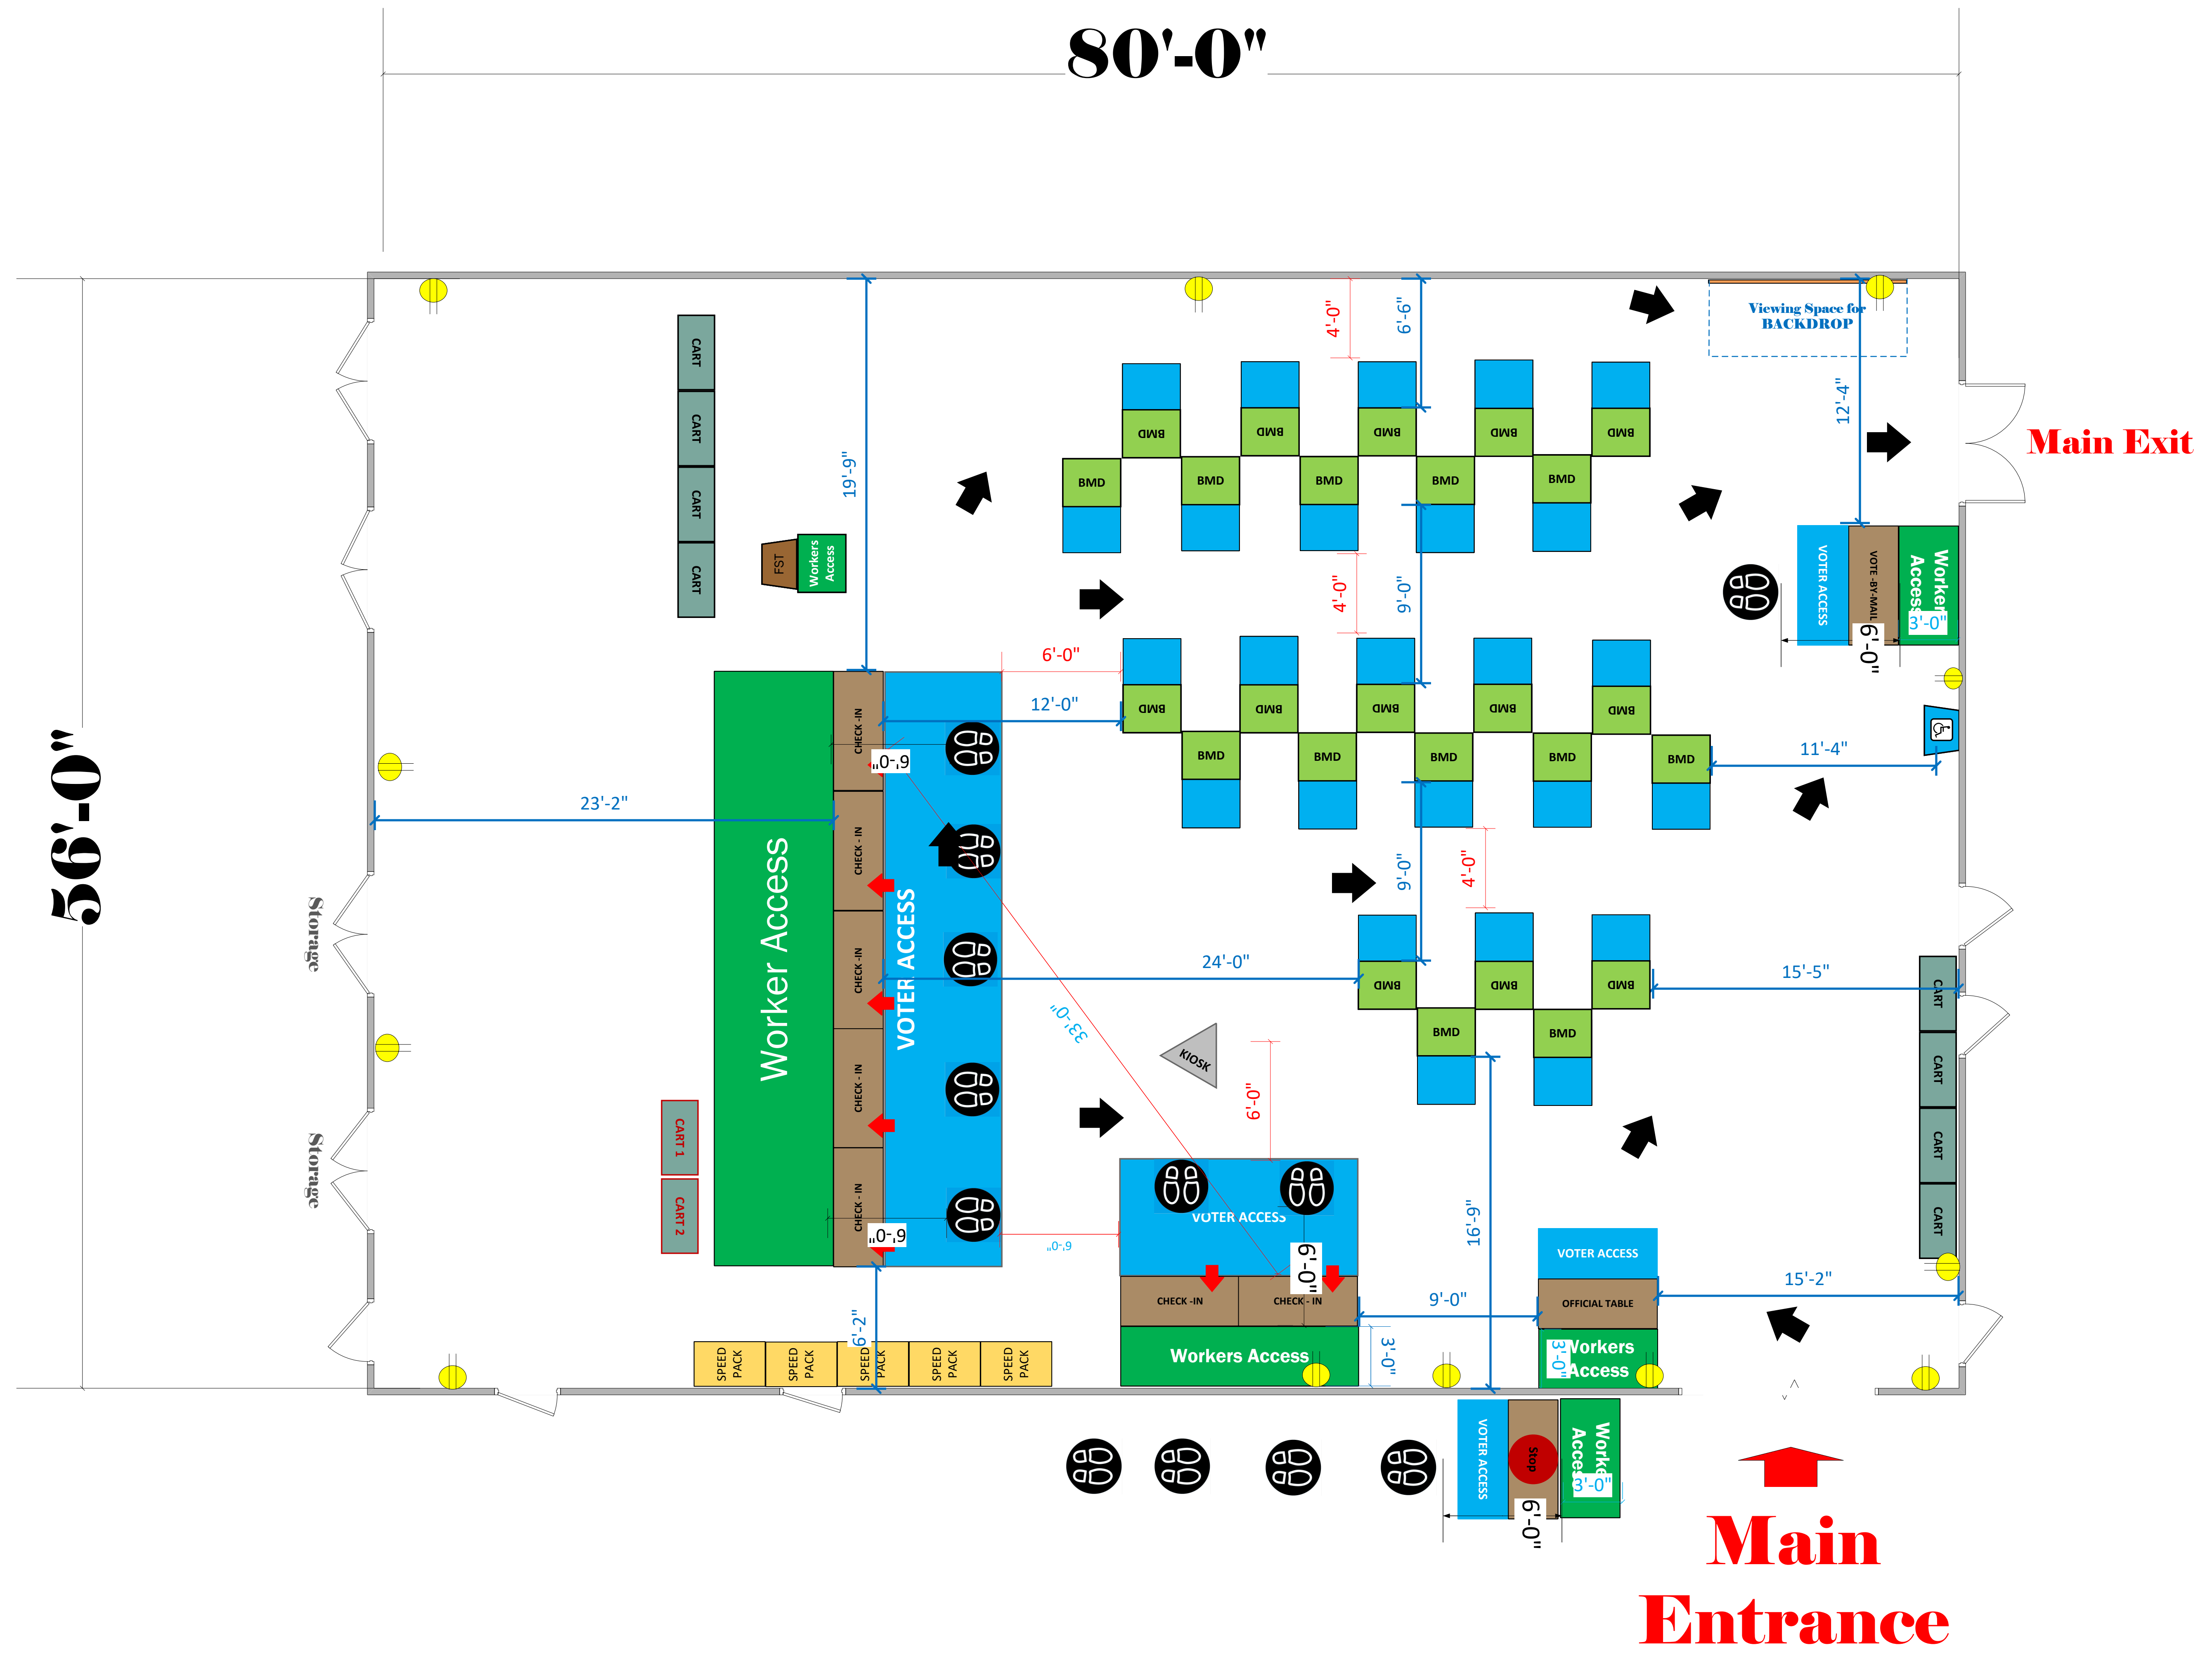 80'-0"
56'-0"
Viewing Space for
BACKDROP
4'-0"
6'-6"
12'-4"
Main Exit
CART
CART
CART
CART
19'-9"
BMD
BMD
BMD
BMD
BMD
BMD
BMD
BMD
BMD
BMD
FST
Workers
Access
4'-0"
9'-0"
VOTER ACCESS
VOTE -BY-MAIL
Worker
Access
3'-0"
6'-0"
6'-0"
12'-0"
BMD
BMD
BMD
BMD
BMD
BMD
BMD
BMD
BMD
BMD
11'-4"
23'-2"
Worker Access
CHECK -IN
CHECK - IN
CHECK -IN
CHECK - IN
CHECK - IN
VOTER ACCESS
6'-0"
6'-0"
9'-0"
4'-0"
Storage
Storage
24'-0"
BMD
BMD
BMD
BMD
BMD
15'-5"
CART
CART
CART
CART
33'-0"
KIOSK
6'-0"
CART 1
CART 2
6'-0"
VOTER ACCESS
6'-0"
CHECK -IN
CHECK - IN
Workers Access
3'-0"
16'-9"
9'-0"
VOTER ACCESS
OFFICIAL TABLE
Workers
Access
3'-0"
15'-2"
6'-2"
SPEED
PACK
SPEED
PACK
SPEED
PACK
SPEED
PACK
SPEED
PACK
VOTER ACCESS
Stop
Worker
Access
3'-0"
6'-0"
Main
Entrance